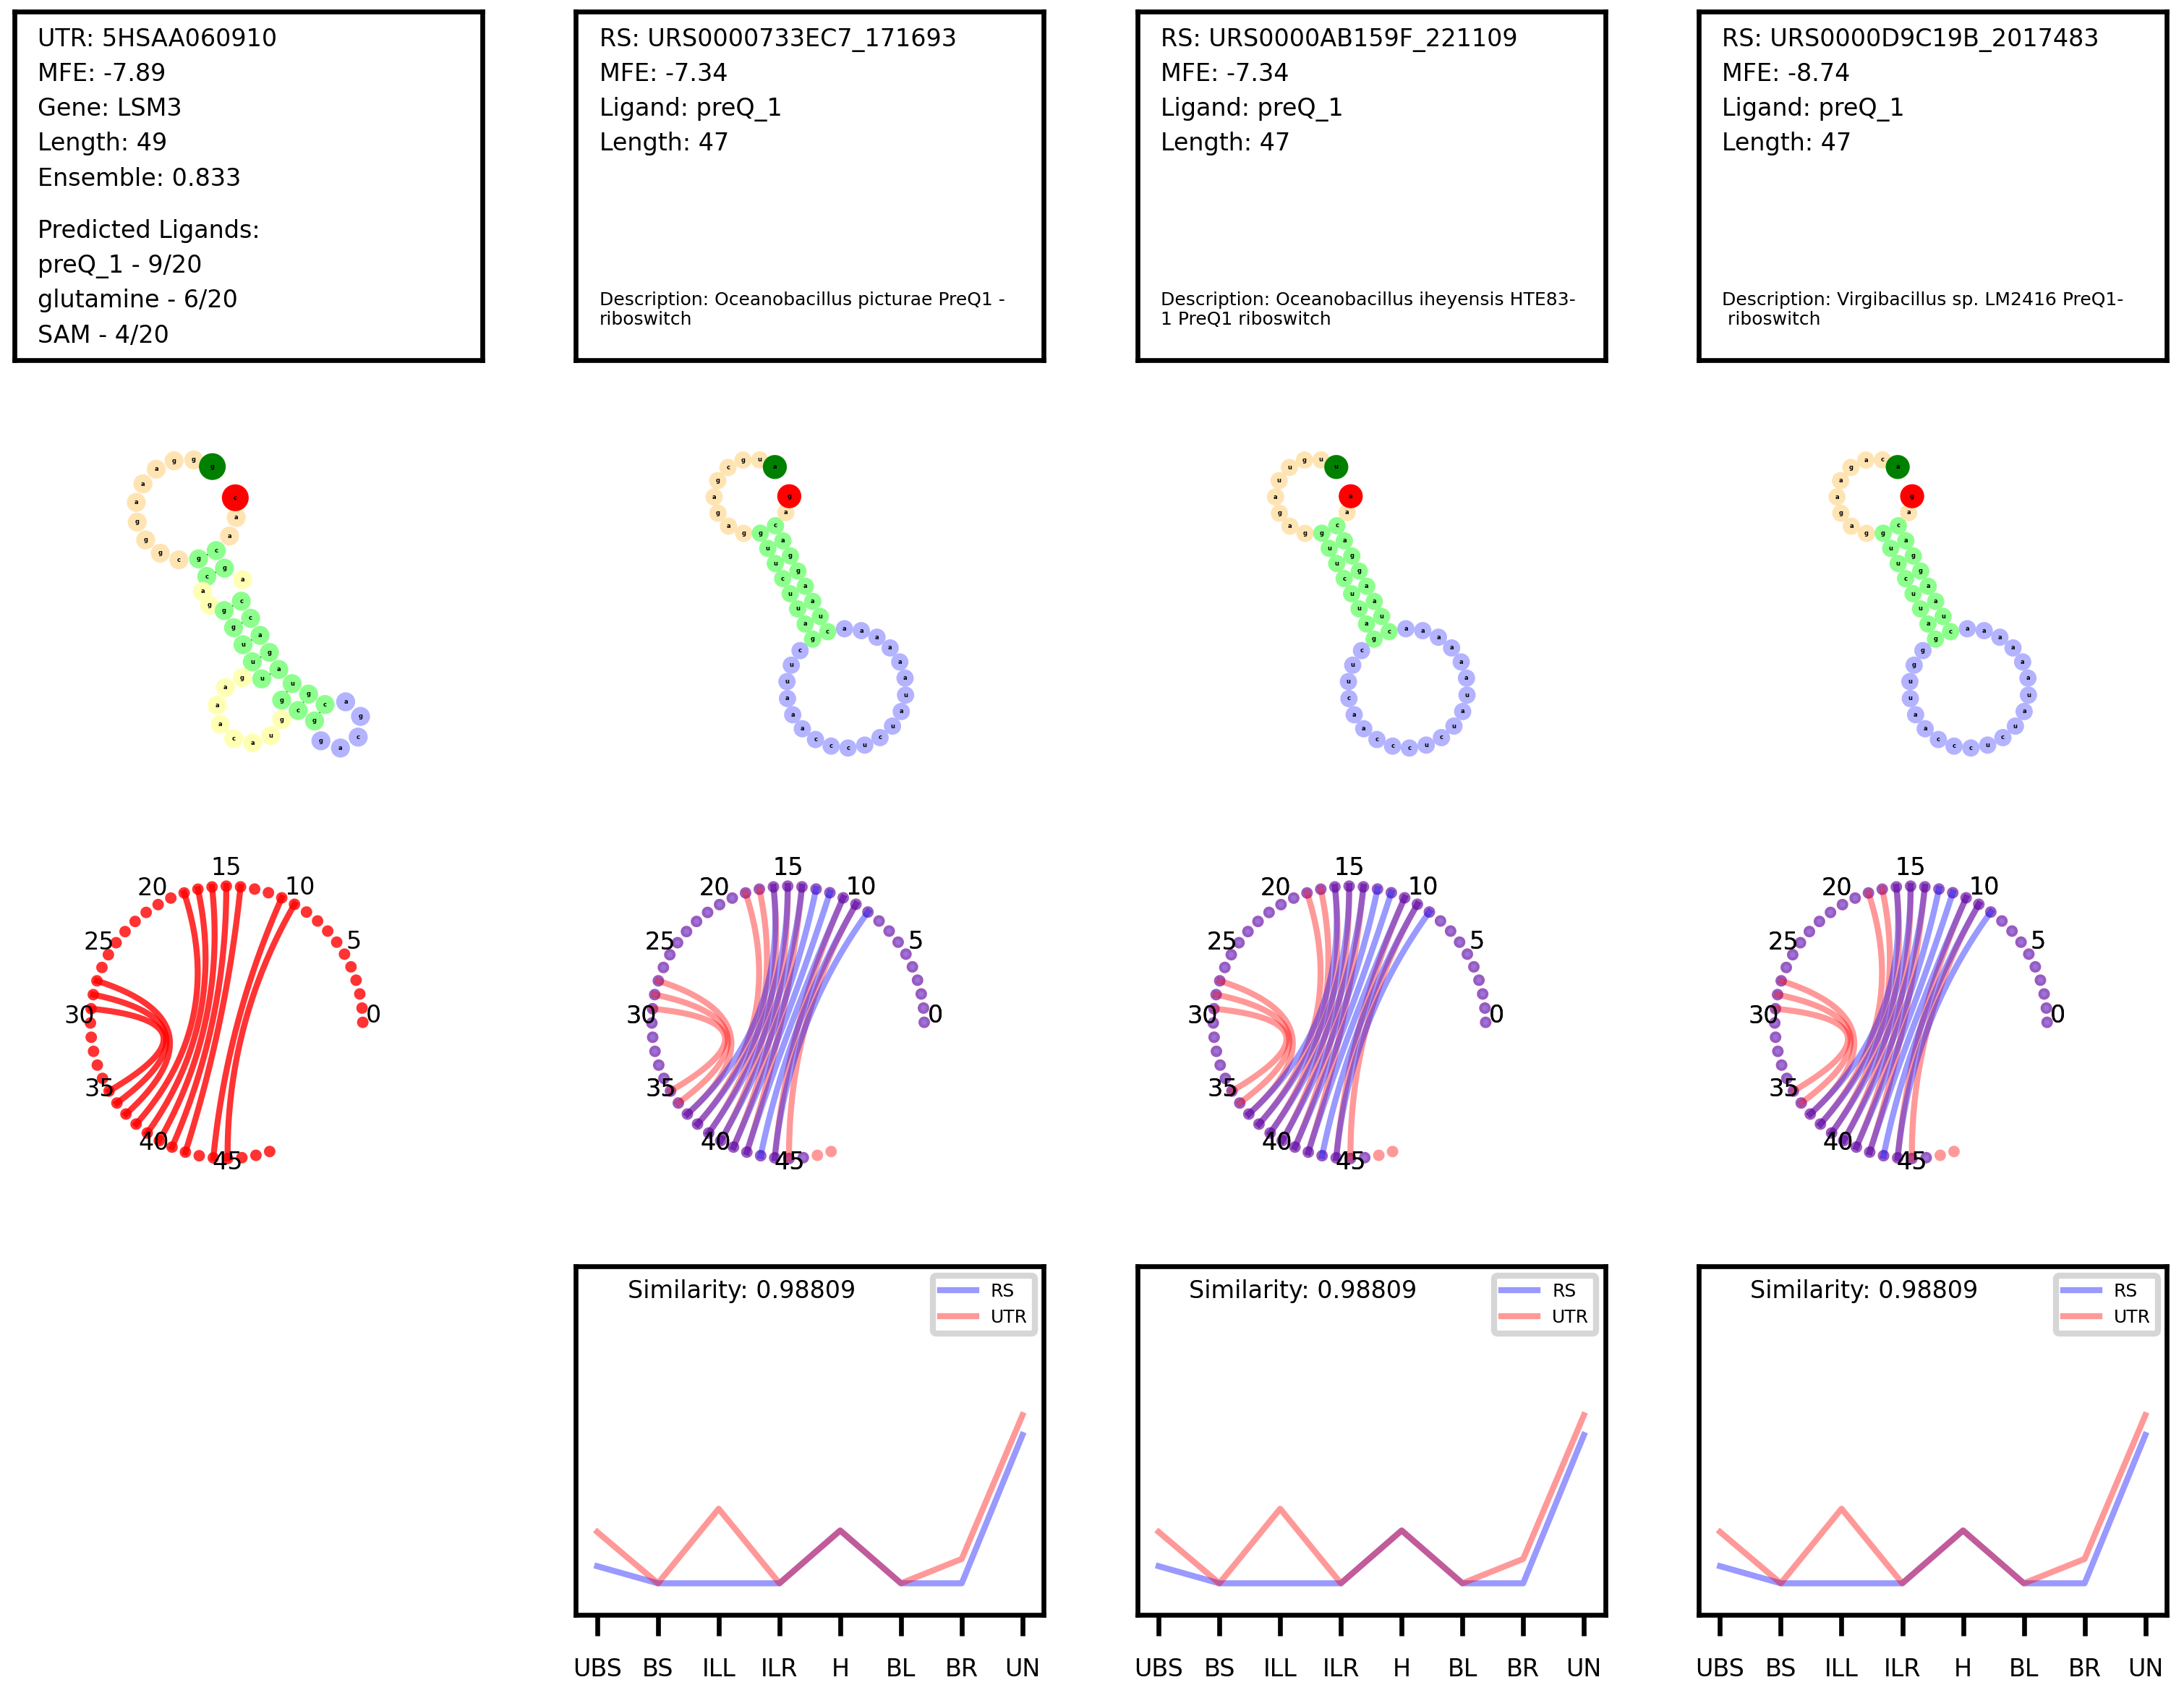 UTR: 5HSAA060910
MFE: -7.89
Gene: LSM3
Length: 49
Ensemble: 0.833
Predicted Ligands:
preQ_1 - 9/20
glutamine - 6/20
SAM - 4/20
RS: URS0000733EC7_171693
MFE: -7.34
Ligand: preQ_1
Length: 47
Description: Oceanobacillus picturae PreQ1 -
riboswitch
RS: URS0000AB159F_221109
MFE: -7.34
Ligand: preQ_1
Length: 47
Description: Oceanobacillus iheyensis HTE83-
1 PreQ1 riboswitch
RS: URS0000D9C19B_2017483
MFE: -8.74
Ligand: preQ_1
Length: 47
Description: Virgibacillus sp. LM2416 PreQ1-
riboswitch
0
5
10
15
20
25
30
35
40
45
0
5
10
15
20
25
30
35
40
45
0
5
10
15
20
25
30
35
40
45
0
5
10
15
20
25
30
35
40
45
Similarity: 0.98809
RS
UTR
UBS BS ILL ILR H BL BR UN
Similarity: 0.98809
RS
UTR
UBS BS ILL ILR H BL BR UN
Similarity: 0.98809
RS
UTR
UBS BS ILL ILR H BL BR UN